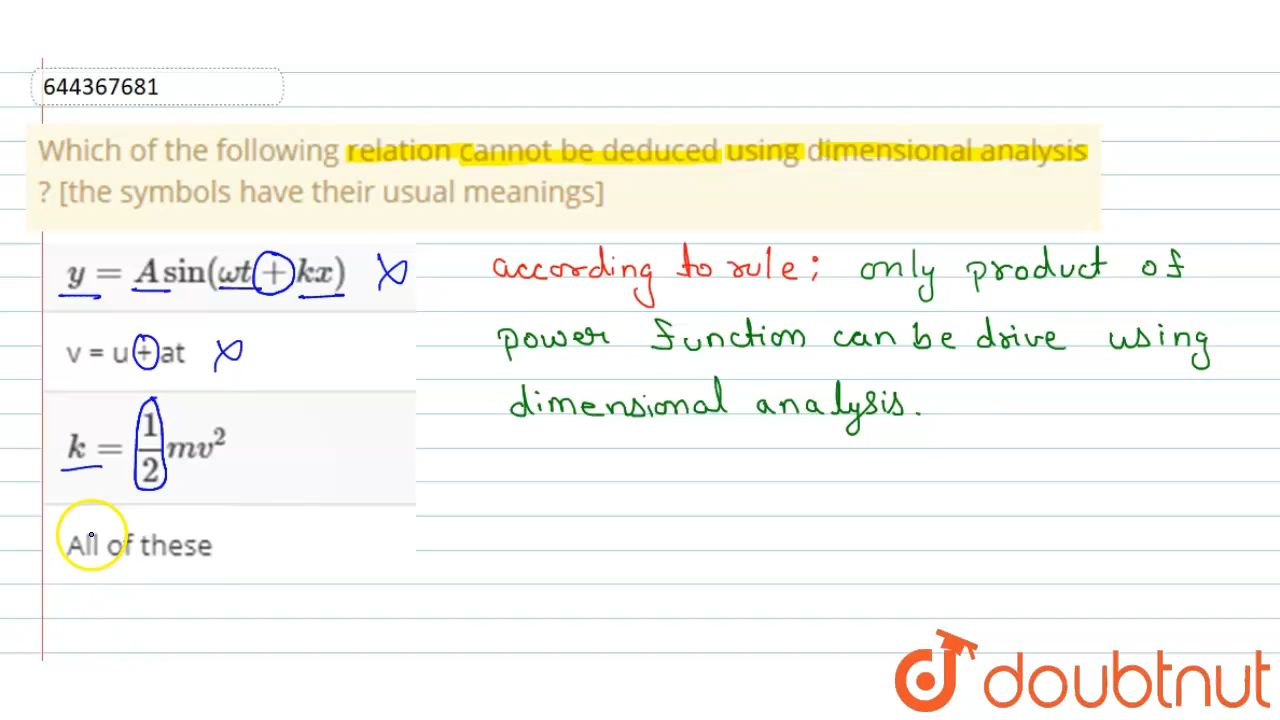 644367681
Which of the following relation cannot be deduced using dimensional analysis
? [the symbols have their usual meanings]
y = A sin(ωt + kx) X
according to rule; only product of
power function can be drive using
v = u + at X
dimensional analysis.
k = 1/2 mv²
All of these
doubtnut